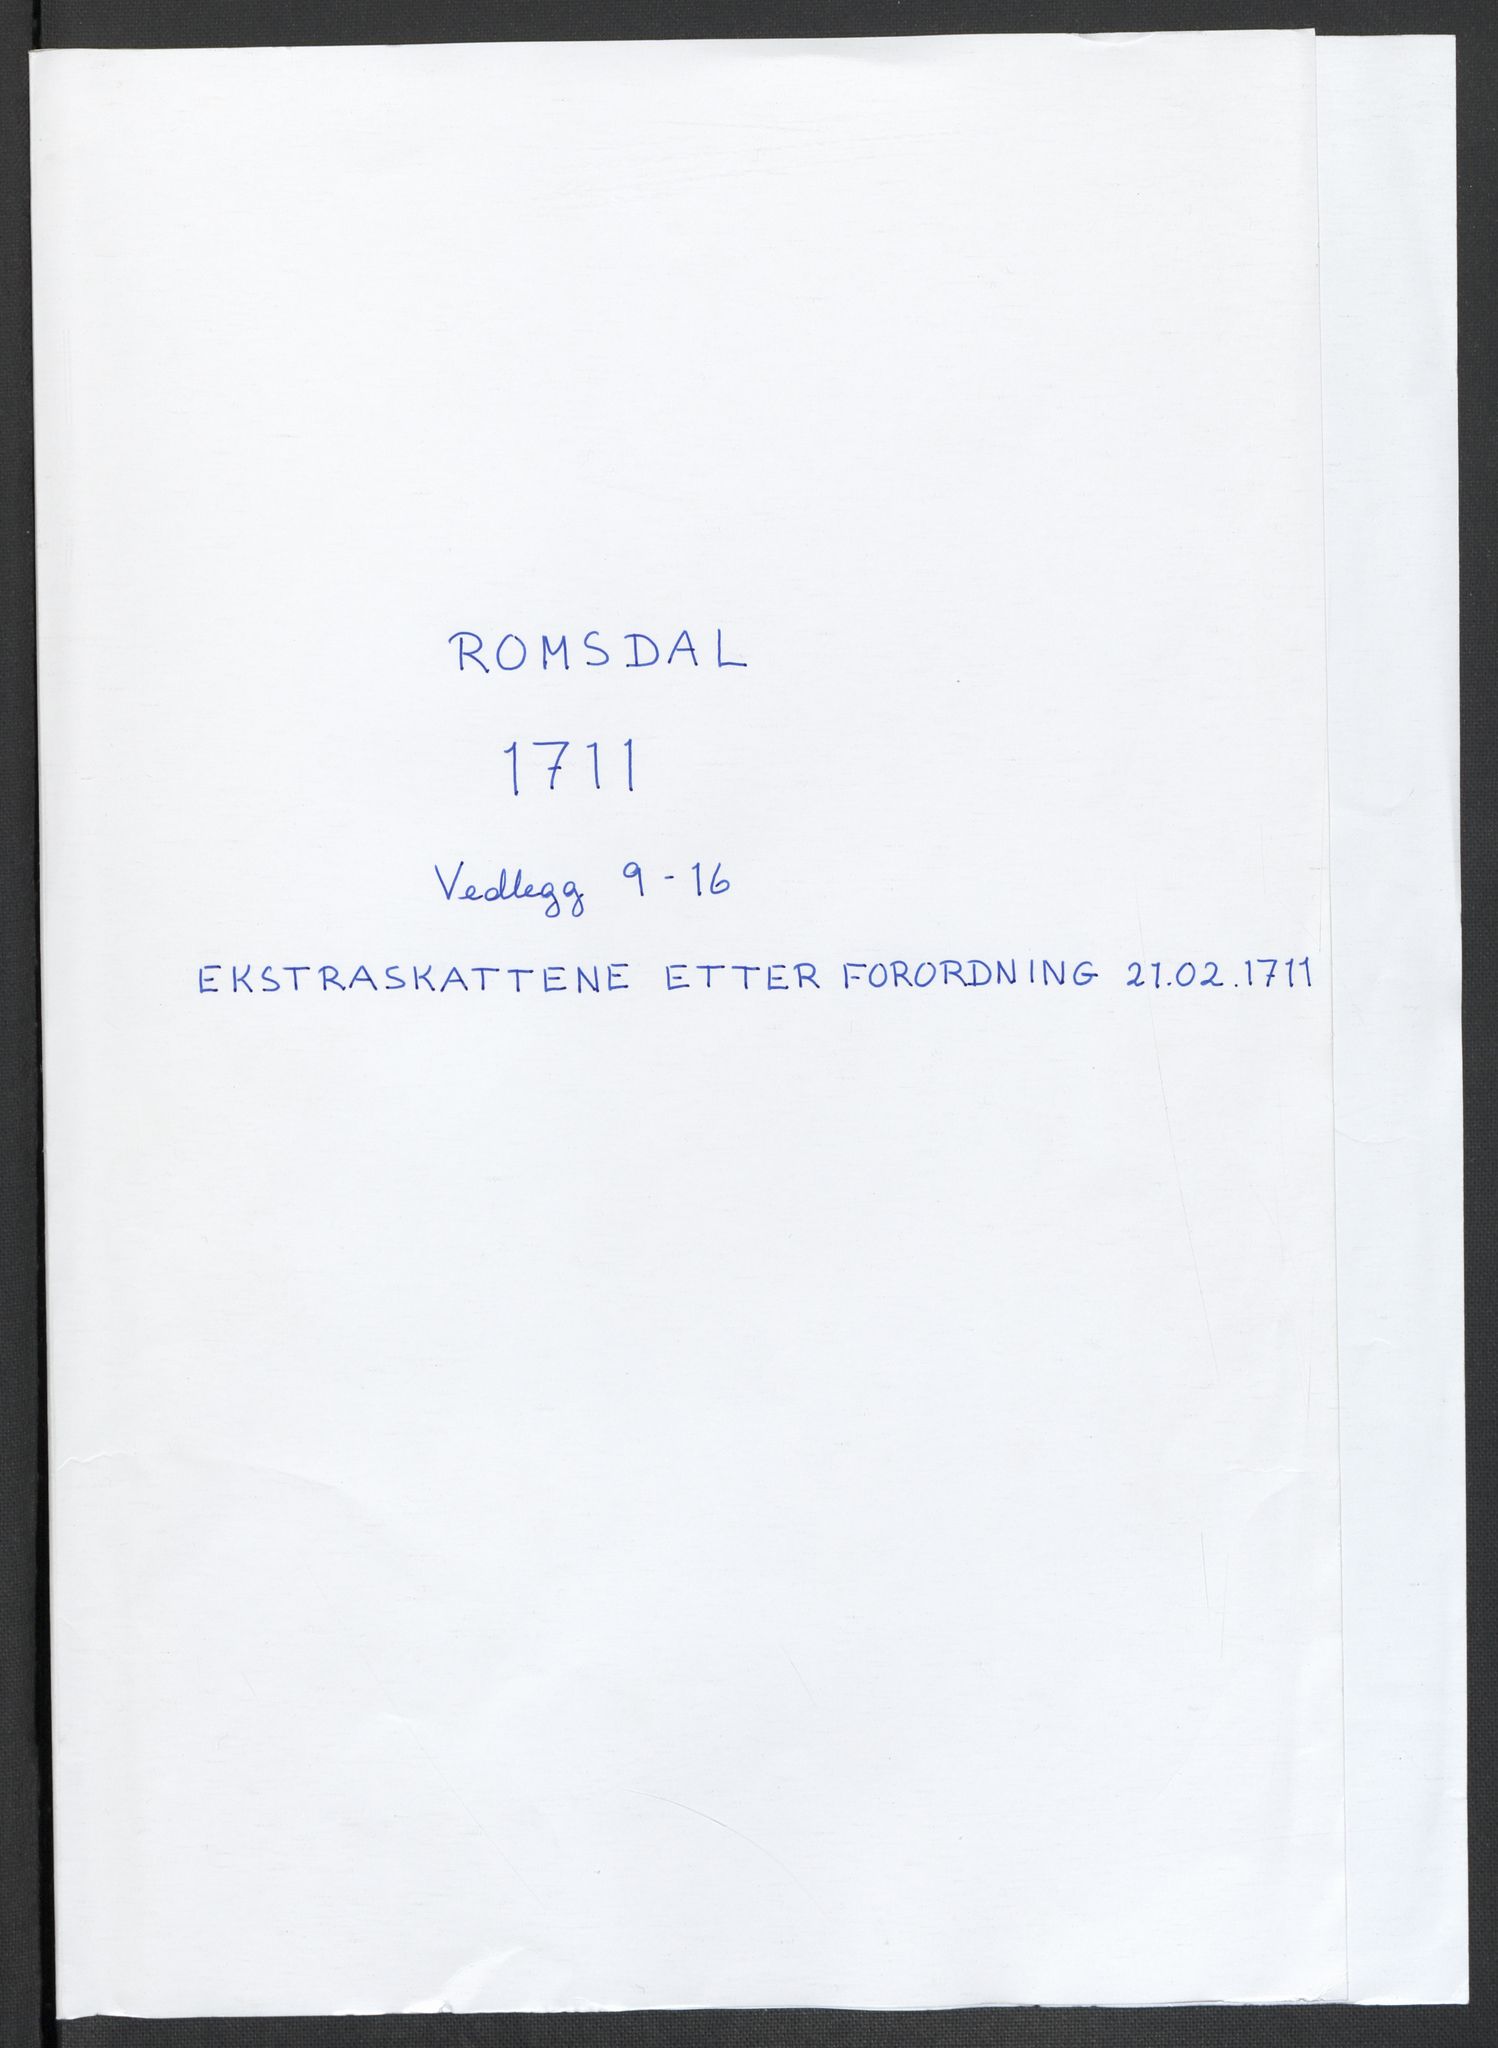 ROMSDAL
1711
Vedlegg 9-16
EKSTRASKATTENE ETTER FORORDNING 21.02.1711